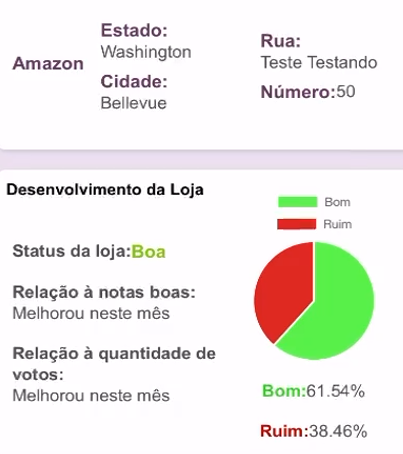 Amazon
Estado:
Washington
Cidade:
Bellevue
Rua:
Teste Testando
Número:50
Desenvolvimento da Loja
Status da loja:Boa
Relação à notas boas:
Melhorou neste mês
Relação à quantidade de
votos:
Melhorou neste mês
Bom
Ruim
Bom:61.54%
Ruim:38.46%